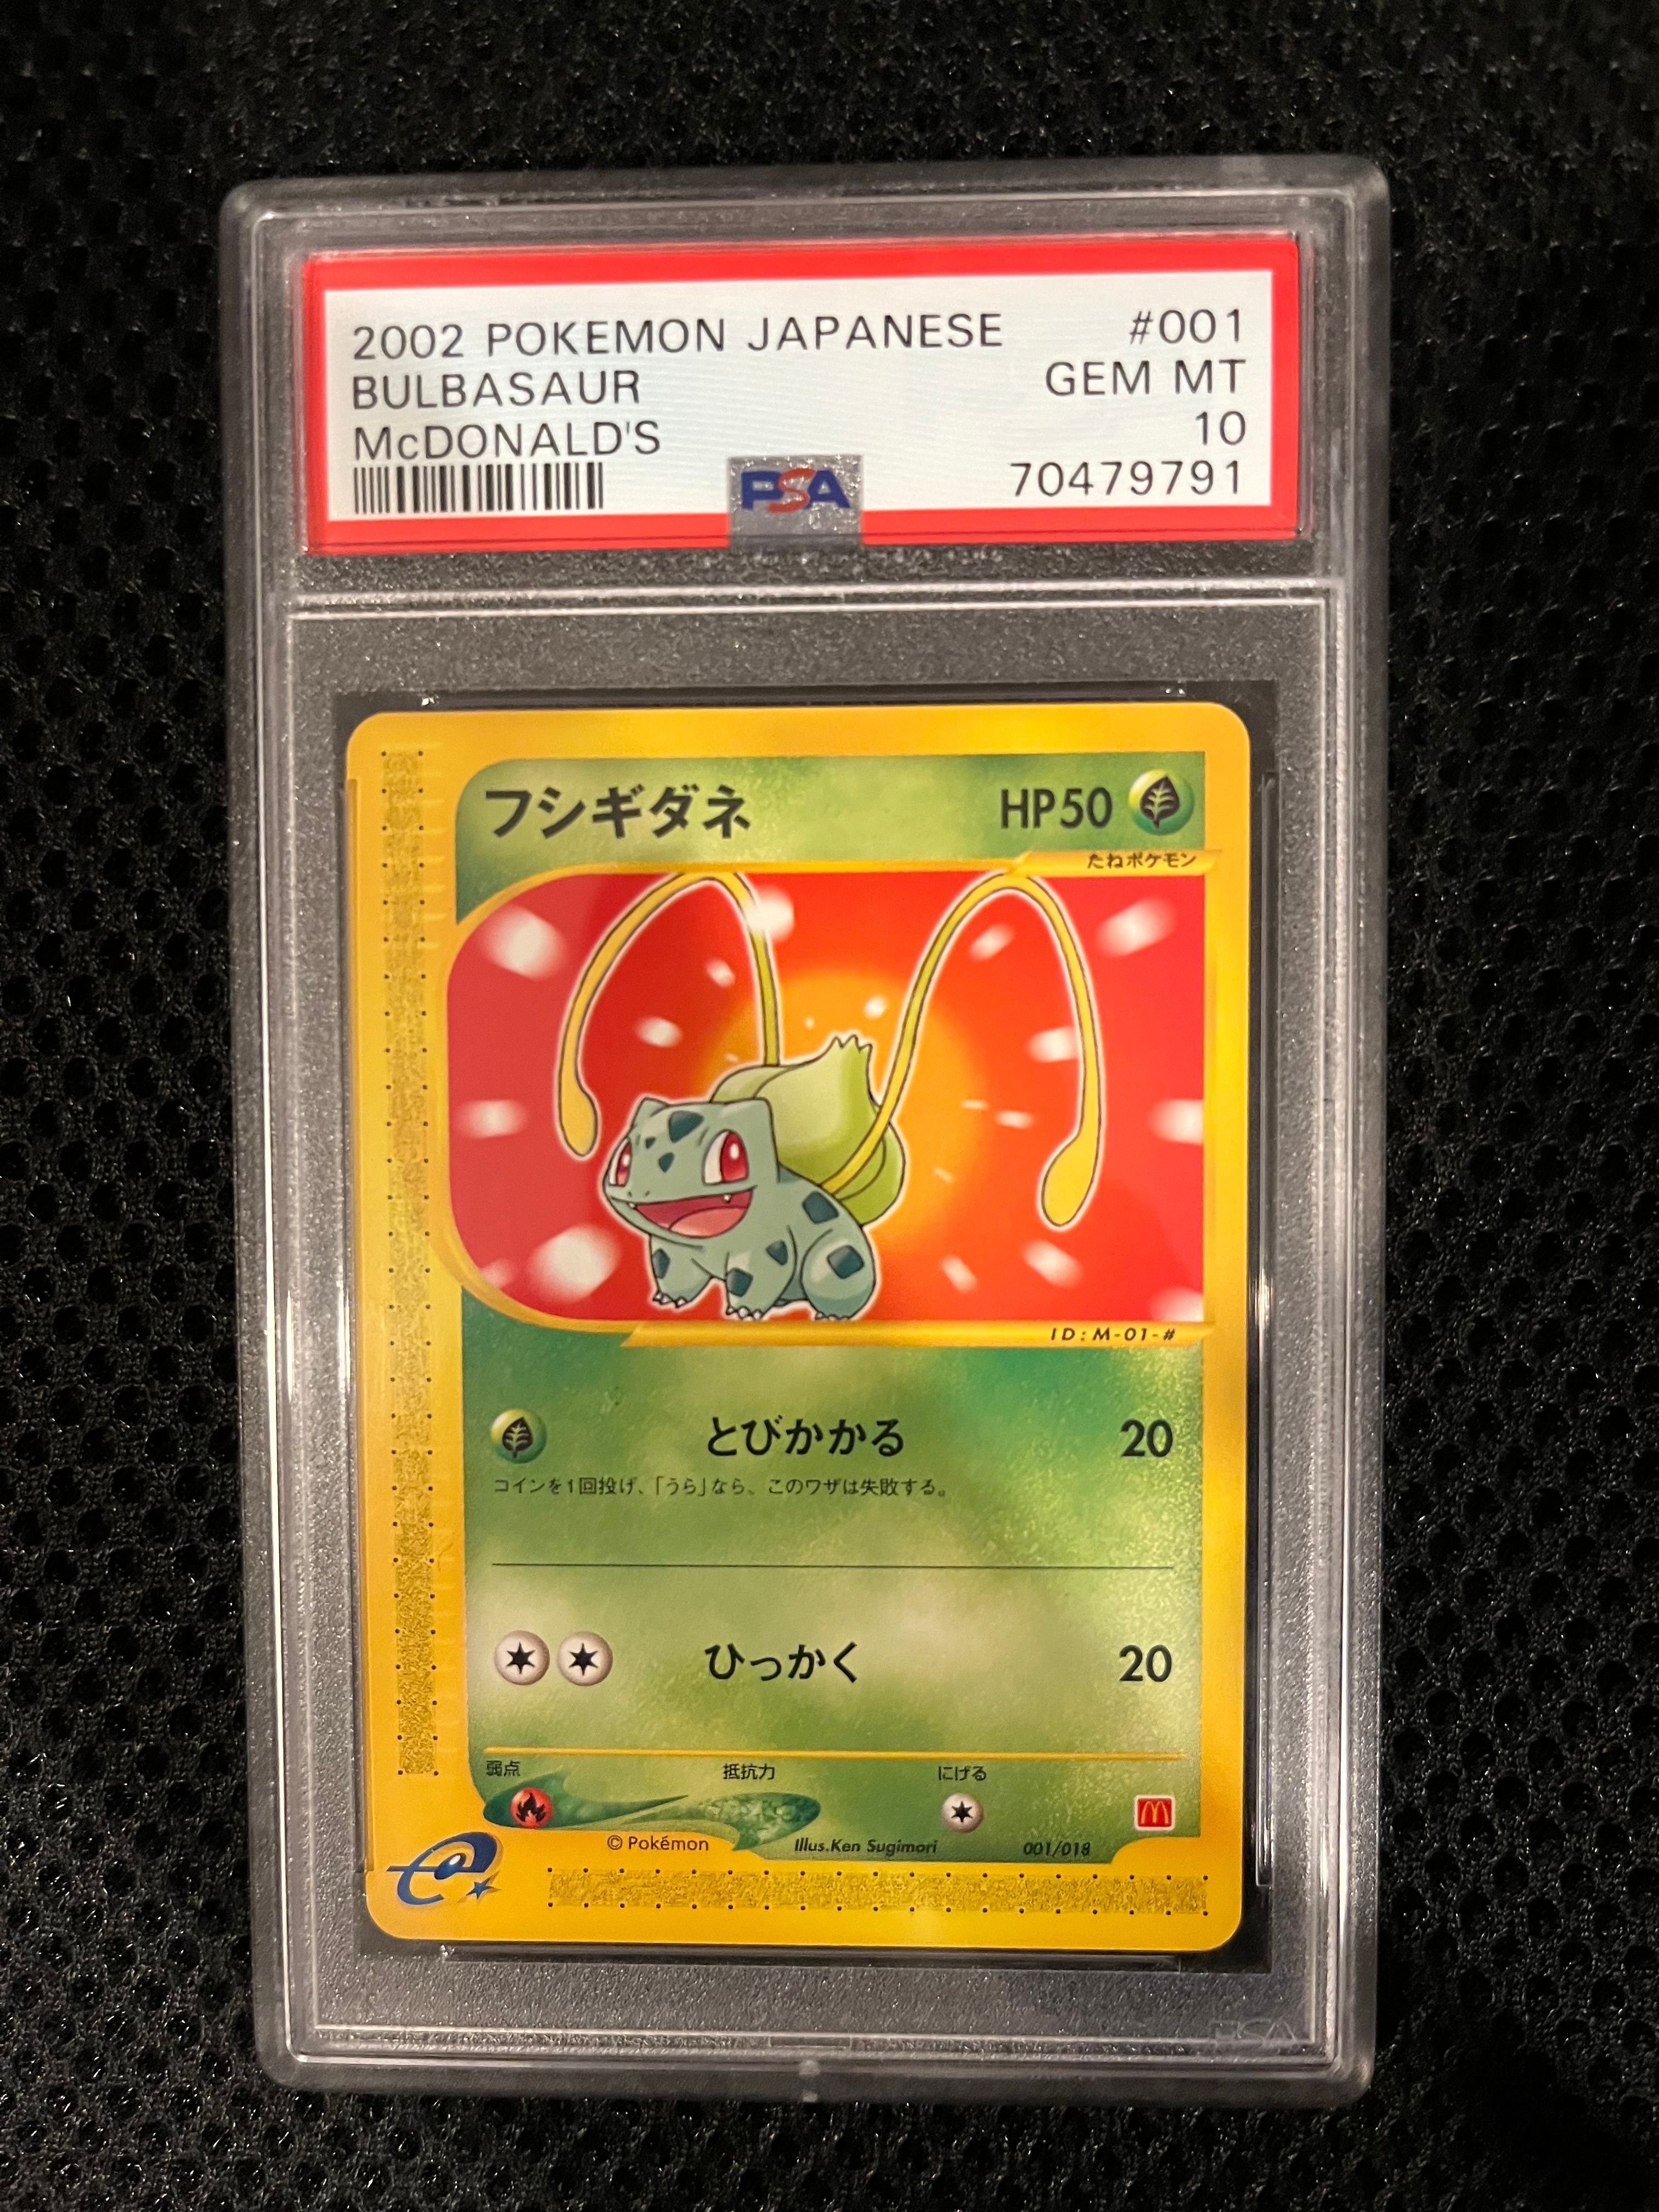 2002 POKEMON JAPANESE #001
BULBASAUR GEM MT
McDONALD'S 10
PSA 70479791
フシギダネ HP50
たねポケモン
ID:M-01-#
とびかかる 20
コインを1回投げ、「うら」なら、このワザは失敗する。
ひっかく 20
弱点 抵抗力 にげる
© Pokémon Illus.Ken Sugimori 001/018
e
PSA